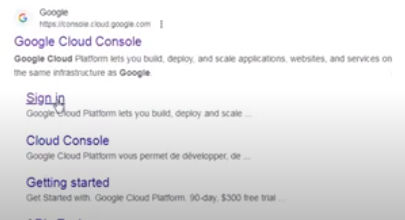 Google
https://console.cloud.google.com
Google Cloud Console
Google Cloud Platform lets you build, deploy, and scale applications, websites, and services on
the same infrastructure as Google.
Sign in
Google Cloud Platform lets you build, deploy and scale ...
Cloud Console
Google Cloud Platform vous permet de développer, de ...
Getting started
Get Started with. Google Cloud Platform. 90-day, $300 free trial ...